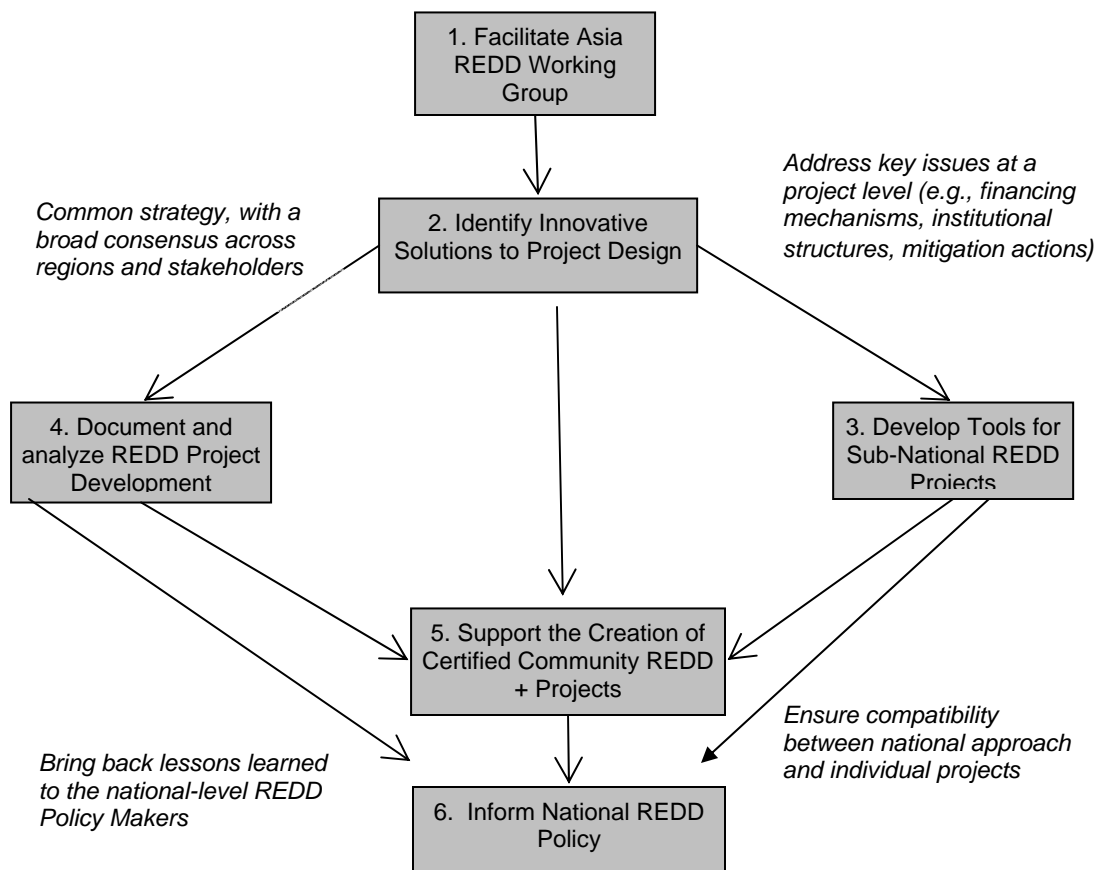 1. Facilitate Asia
REDD Working
Group
Address key issues at a
project level (e.g., financing
mechanisms, institutional
structures, mitigation actions)
Common strategy, with a
broad consensus across
regions and stakeholders
2. Identify Innovative
Solutions to Project Design
4. Document and
analyze REDD Project
Development
3. Develop Tools for
Sub-National REDD
Projects
5. Support the Creation of
Certified Community REDD
+ Projects
Ensure compatibility
between national approach
and individual projects
Bring back lessons learned
to the national-level REDD
Policy Makers
6. Inform National REDD
Policy